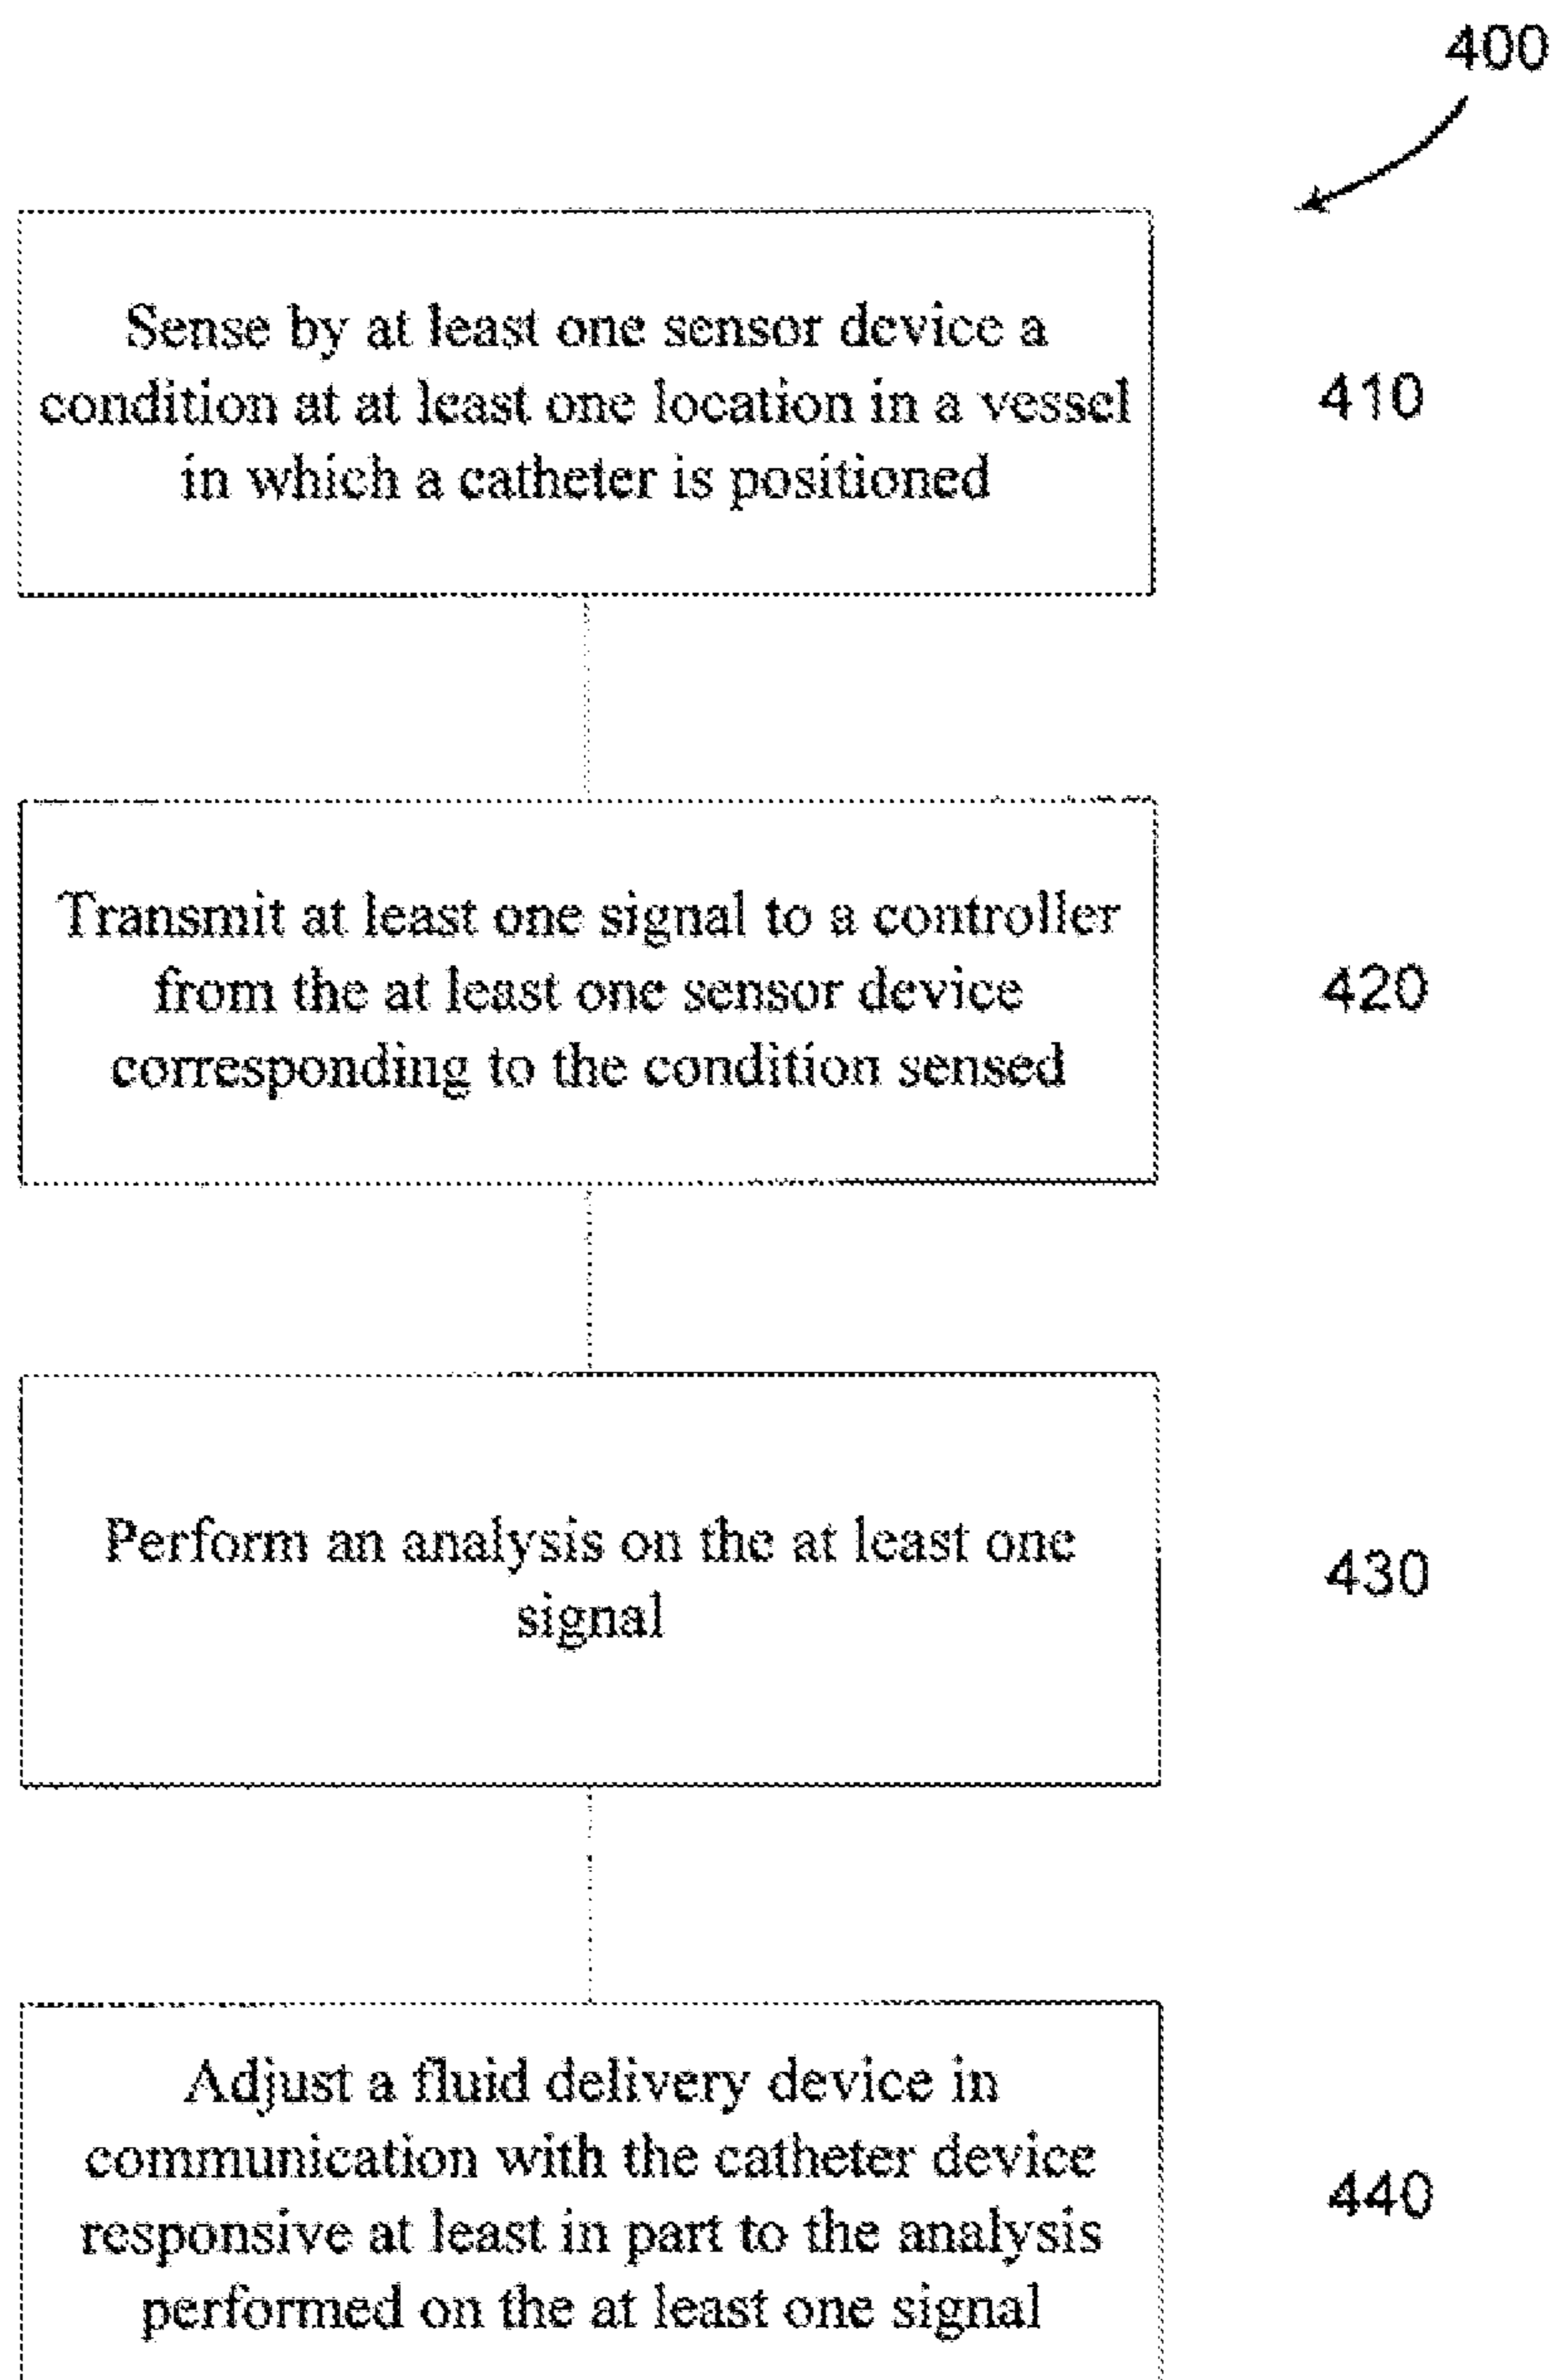 400
Sense by at least one sensor device a
condition at at least one location in a vessel
in which a catheter is positioned
410
Transmit at least one signal to a controller
from the at least one sensor device
corresponding to the condition sensed
420
Perform an analysis on the at least one
signal
430
Adjust a fluid delivery device in
communication with the catheter device
responsive at least in part to the analysis
performed on the at least one signal
440